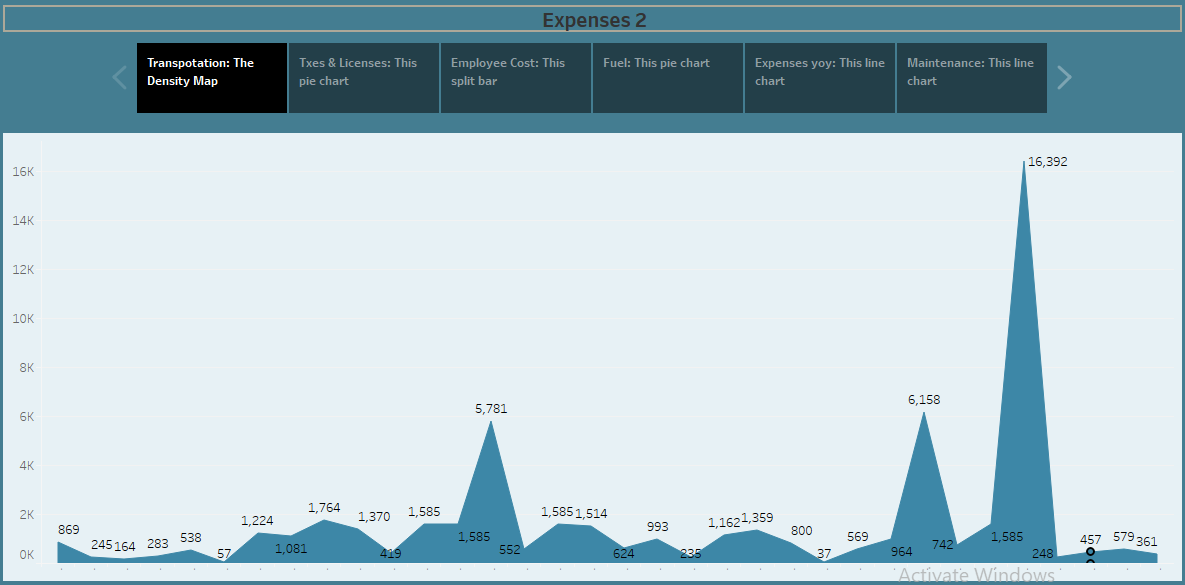 Expenses 2
Transpotation: The
Density Map
Txes & Licenses: This
pie chart
Employee Cost: This
split bar
Fuel: This pie chart
Expenses yoy: This line
chart
Maintenance: This line
chart
16K
14K
12K
10K
8K
6K
4K
2K
0K
869
245
164
283
538
57
1,224
1,081
1,764
1,370
419
1,585
1,585
5,781
552
1,585
1,514
624
993
235
1,162
1,359
800
37
569
964
6,158
742
1,585
16,392
248
457
579
361
Activate Windows